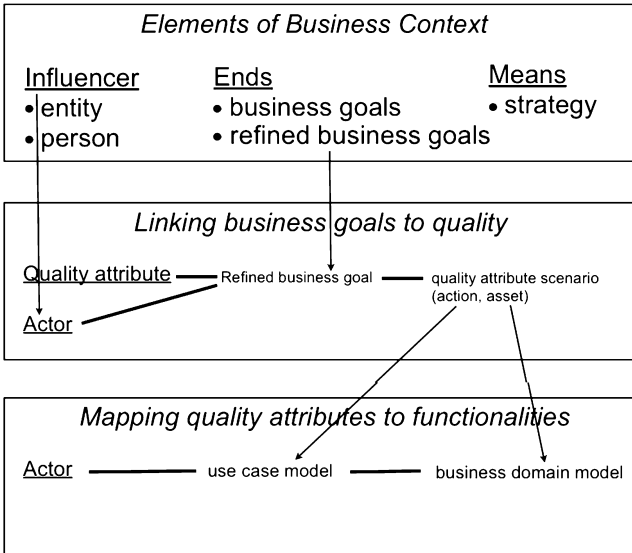 Elements of Business Context
Influencer Ends Means
• entity • business goals • strategy
• person • refined business goals
Linking business goals to quality
Quality attribute Refined business goal quality attribute scenario
(action, asset)
Actor
Mapping quality attributes to functionalities
Actor use case model business domain model